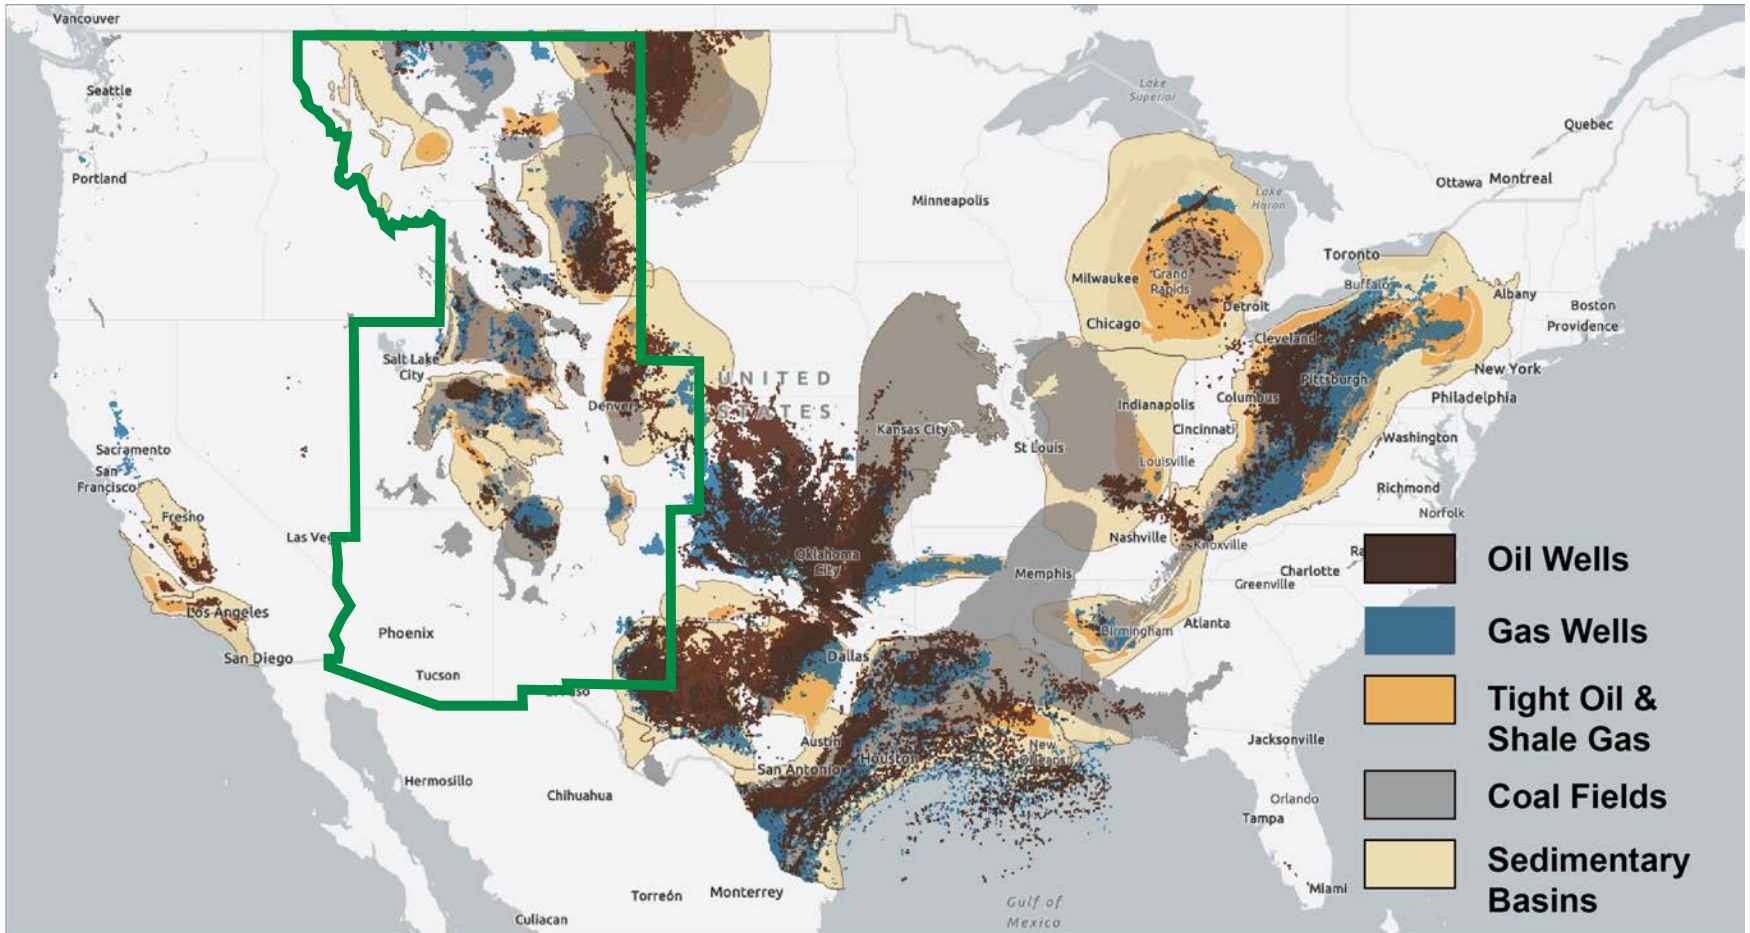 Vancouver
Seattle
Portland
Lake
Superior
Quebec
Ottawa
Montreal
Minneapolis
Lake
Huron
Toronto
Milwaukee
Grand
Rapids
Buffalo
Albany
Boston
Detroit
Providence
Chicago
Cleveland
Salt Lake
City
New York
UNITED
STATES
Pittsburgh
Denver
Indianapolis
Columbus
Philadelphia
Kansas City
Cincinnati
Washington
Sacramento
St Louis
San
Francisco
Louisville
Richmond
Fresno
Norfolk
Las Veg
Nashville
Knoxville
Oklahoma
City
Ra
Memphis
Charlotte
Greenville
Los Angeles
Phoenix
Birmingham
Atlanta
San Diego
Dallas
Tucson
Austin
Jacksonville
New
Orleans
Houston
San Antonio
Hermosillo
Chihuahua
Orlando
Tampa
Torreón
Monterrey
Miami
Culiacan
Gulf of
Mexico
Oil Wells
Gas Wells
Tight Oil &
Shale Gas
Coal Fields
Sedimentary
Basins